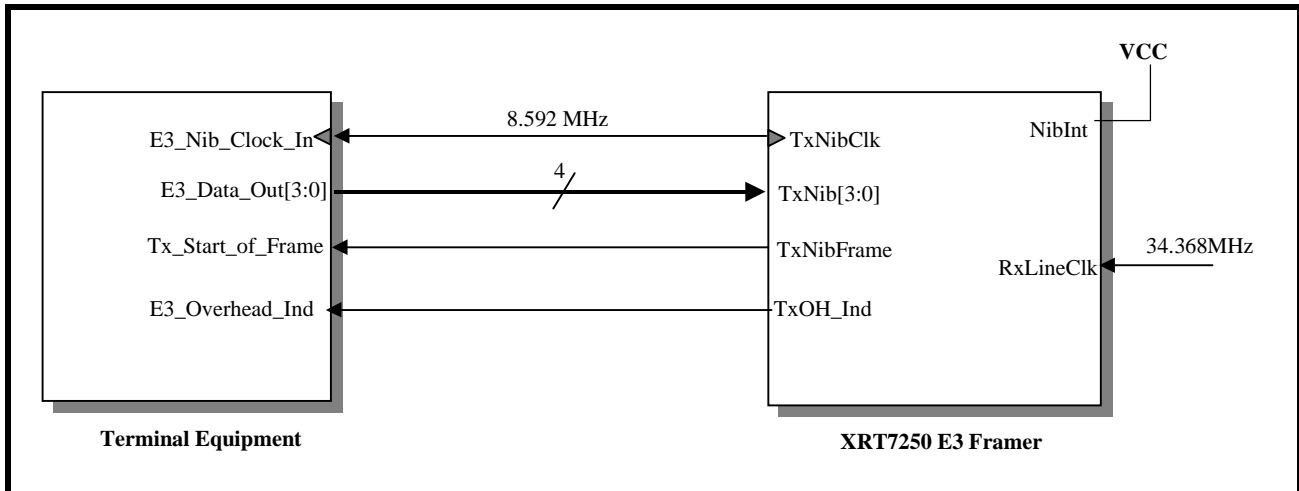 VCC
8.592 MHz
NibInt
E3_Nib_Clock_In
TxNibClk
4
E3_Data_Out[3:0]
TxNib[3:0]
Tx_Start_of_Frame
TxNibFrame
34.368MHz
RxLineClk
E3_Overhead_Ind
TxOH_Ind
Terminal Equipment
XRT7250 E3 Framer